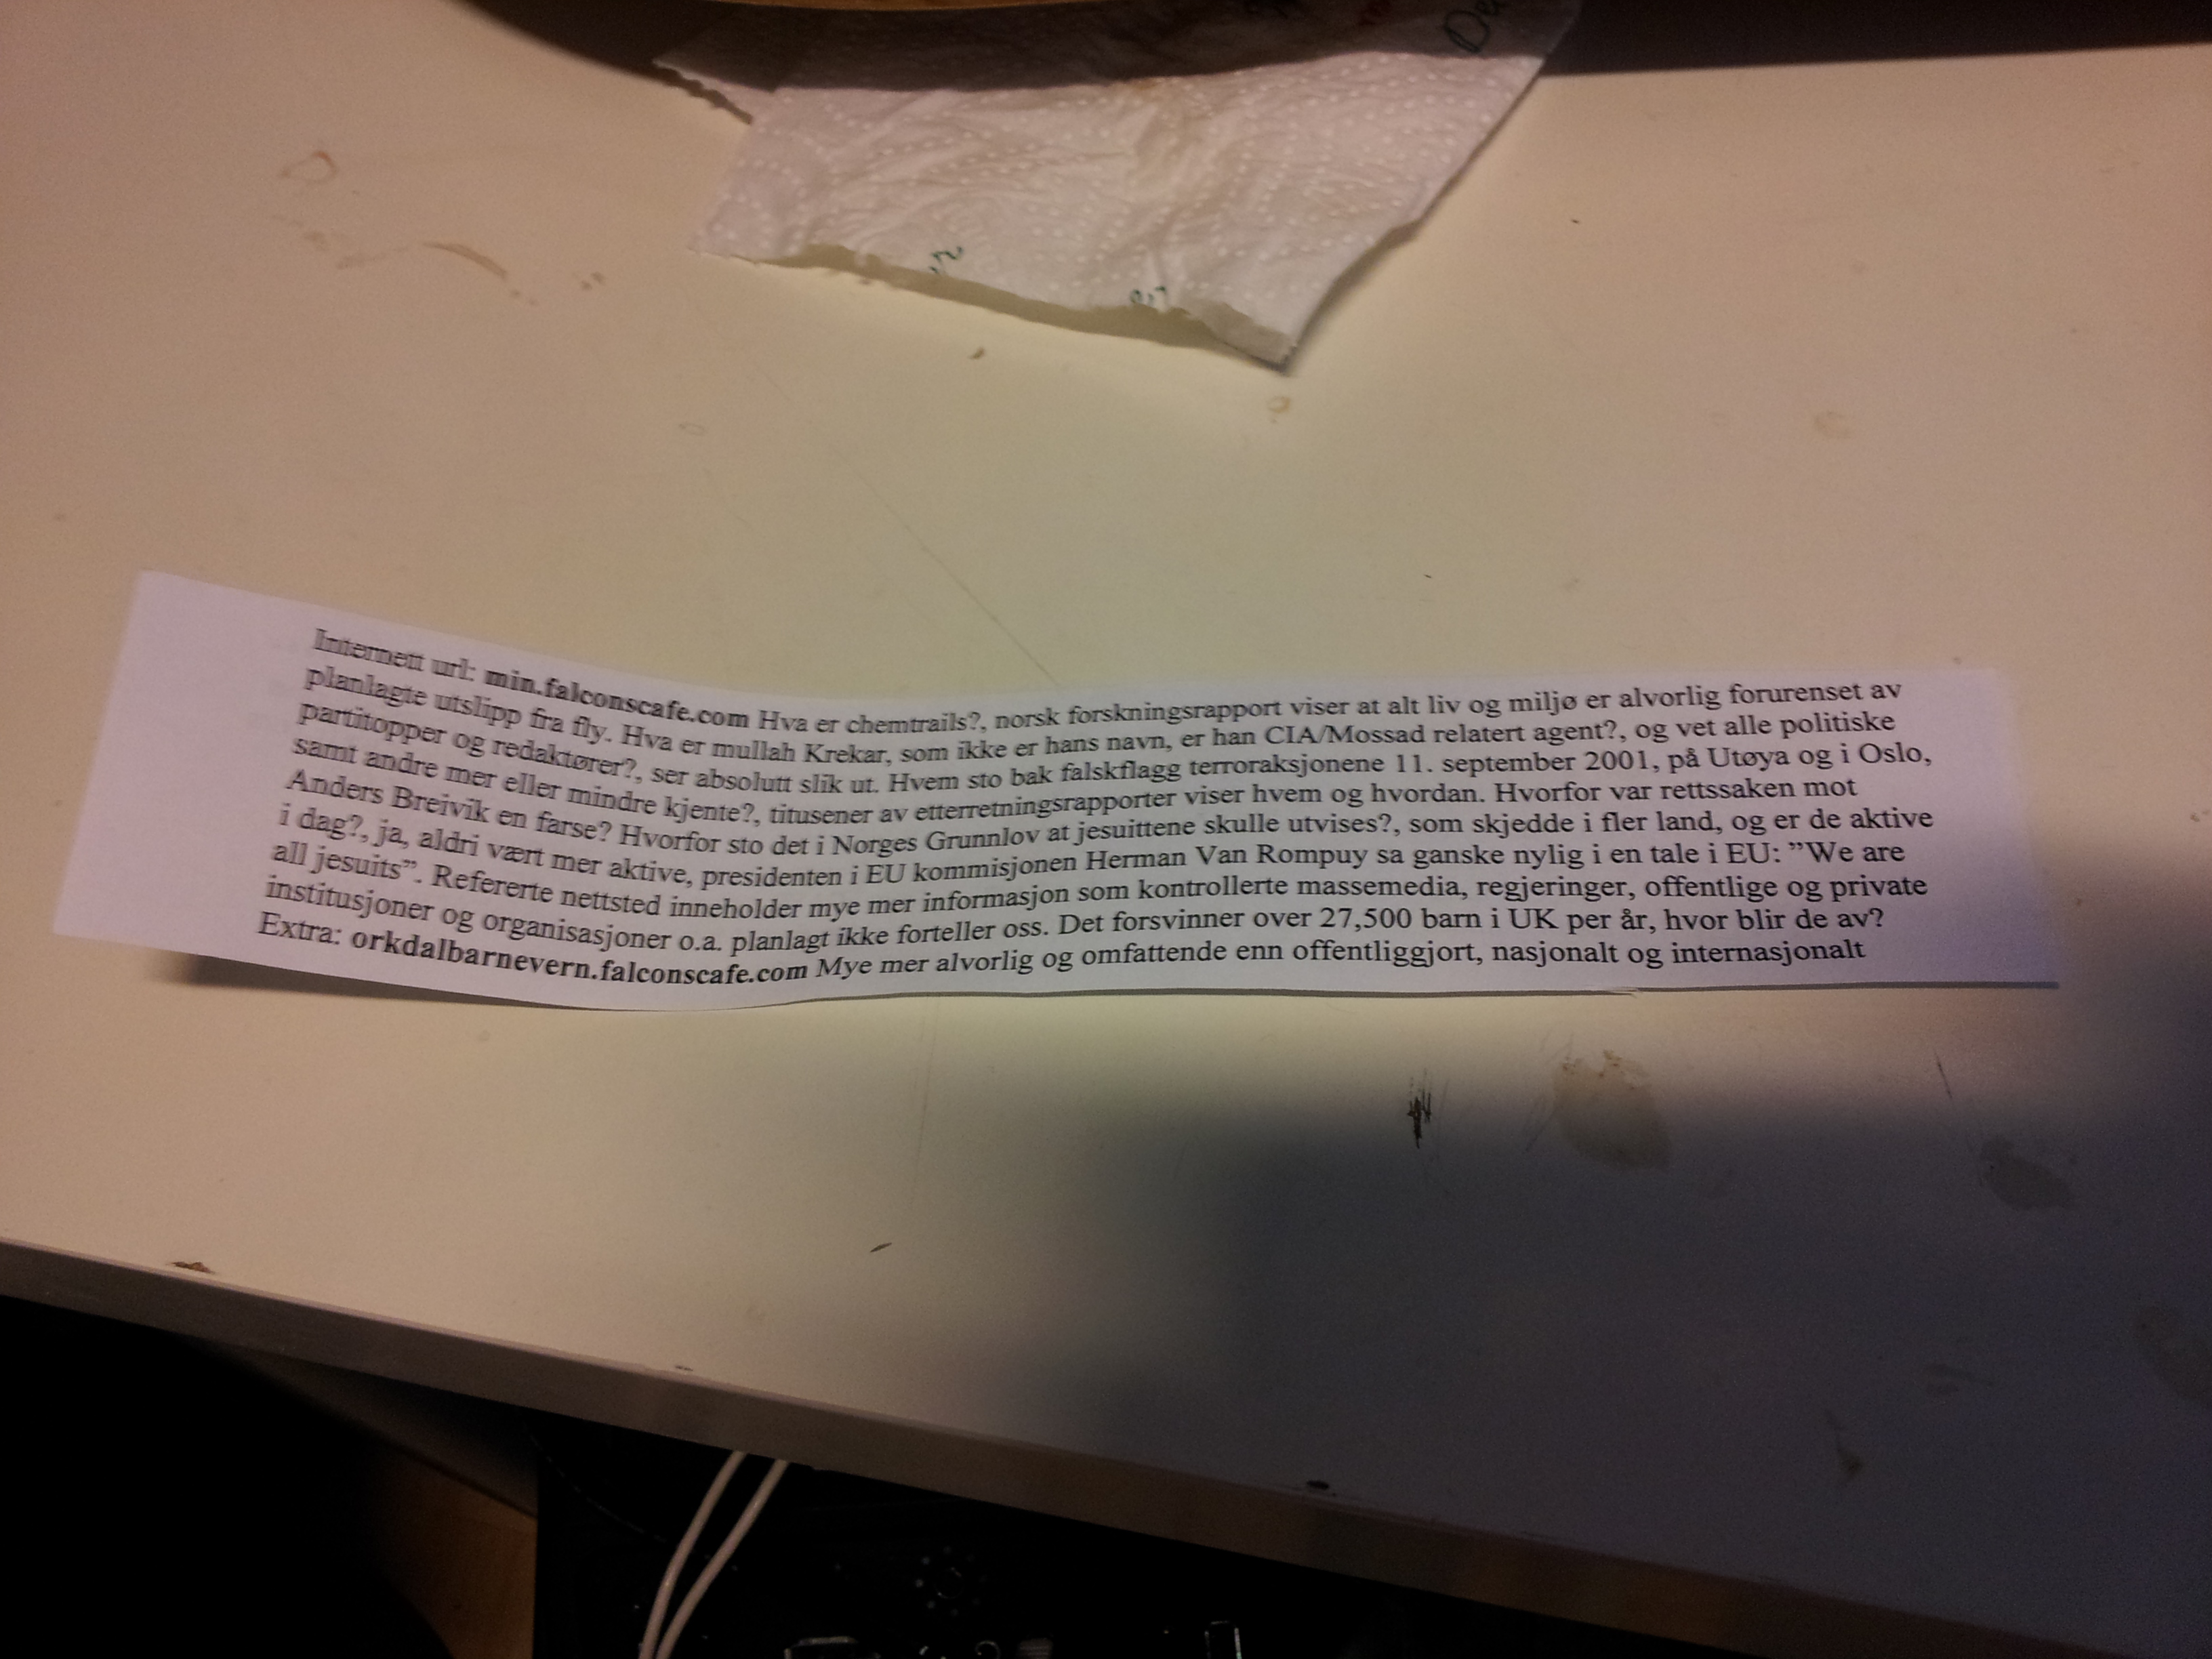 De
Internett url: min.falconscafe.com Hva er chemtrails?, norsk forskningsrapport viser at alt liv og miljø er alvorlig forurenset av
planlagte utslipp fra fly. Hva er mullah Krekar, som ikke er hans navn, er han CIA/Mossad relatert agent?, og vet alle politiske
partitopper og redaktører?, ser absolutt slik ut. Hvem sto bak falskflagg terroraksjonene 11. september 2001, på Utøya og i Oslo,
samt andre mer eller mindre kjente?, titusener av etterretningsrapporter viser hvem og hvordan. Hvorfor var rettssaken mot
Anders Breivik en farse? Hvorfor sto det i Norges Grunnlov at jesuittene skulle utvises?, som skjedde i fler land, og er de aktive
i dag?, ja, aldri vært mer aktive, presidenten i EU kommisjonen Herman Van Rompuy sa ganske nylig i en tale i EU: ”We are
all jesuits”. Refererte nettsted inneholder mye mer informasjon som kontrollerte massemedia, regjeringer, offentlige og private
institusjoner og organisasjoner o.a. planlagt ikke forteller oss. Det forsvinner over 27,500 barn i UK per år, hvor blir de av?
Extra: orkdalbarnevern.falconscafe.com Mye mer alvorlig og omfattende enn offentliggjort, nasjonalt og internasjonalt